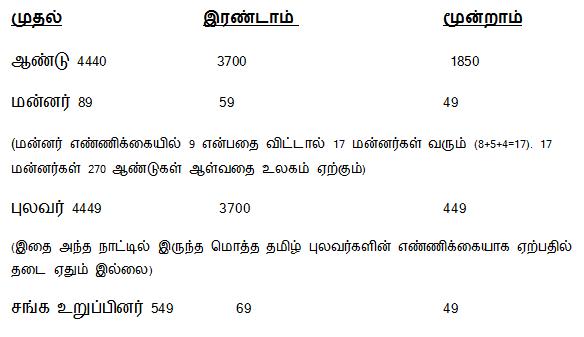 முதல் இரண்டாம் மூன்றாம்
ஆண்டு 4440 3700 1850
மன்னர் 89 59 49
(மன்னர் எண்ணிக்கையில் 9 என்பதை விட்டால் 17 மன்னர்கள் வரும் (8+5+4=17). 17
மன்னர்கள் 270 ஆண்டுகள் ஆள்வதை உலகம் ஏற்கும்)
புலவர் 4449 3700 449
(இதை அந்த நாட்டில் இருந்த மொத்த தமிழ் புலவர்களின் எண்ணிக்கையாக ஏற்பதில்
தடை ஏதும் இல்லை)
சங்க உறுப்பினர் 549 69 49